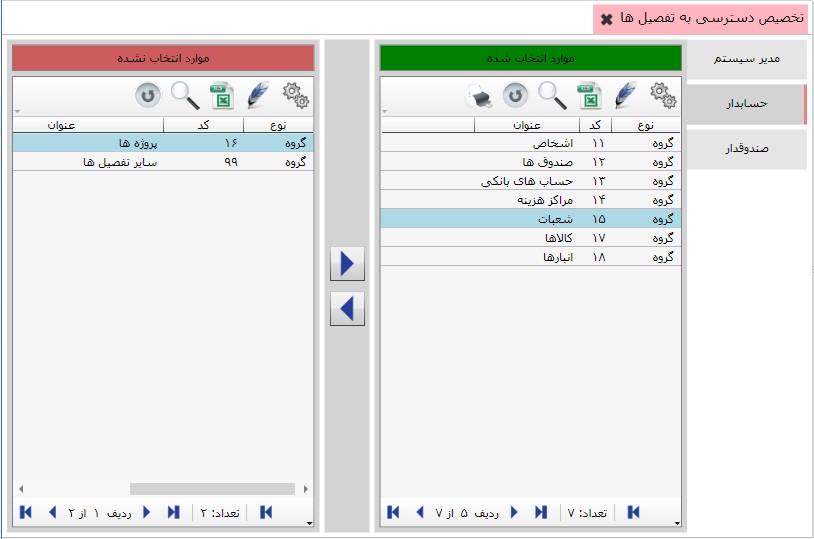 تخصیص دسترسی به تفصیل ها
مدیر سیستم
حسابدار
صندوقدار
موارد انتخاب شده
نوع کد عنوان
گروه ۱۱ اشخاص
گروه ۱۲ صندوق ها
گروه ۱۳ حساب های بانکی
گروه ۱۴ مراکز هزینه
گروه ۱۵ شعبات
گروه ۱۷ کالاها
گروه ۱۸ انبارها
تعداد: ۷ ردیف ۵ از ۷
موارد انتخاب نشده
نوع کد عنوان
گروه ۱۶ پروژه ها
گروه ۹۹ سایر تفصیل ها
تعداد: ۲ ردیف ۱ از ۲